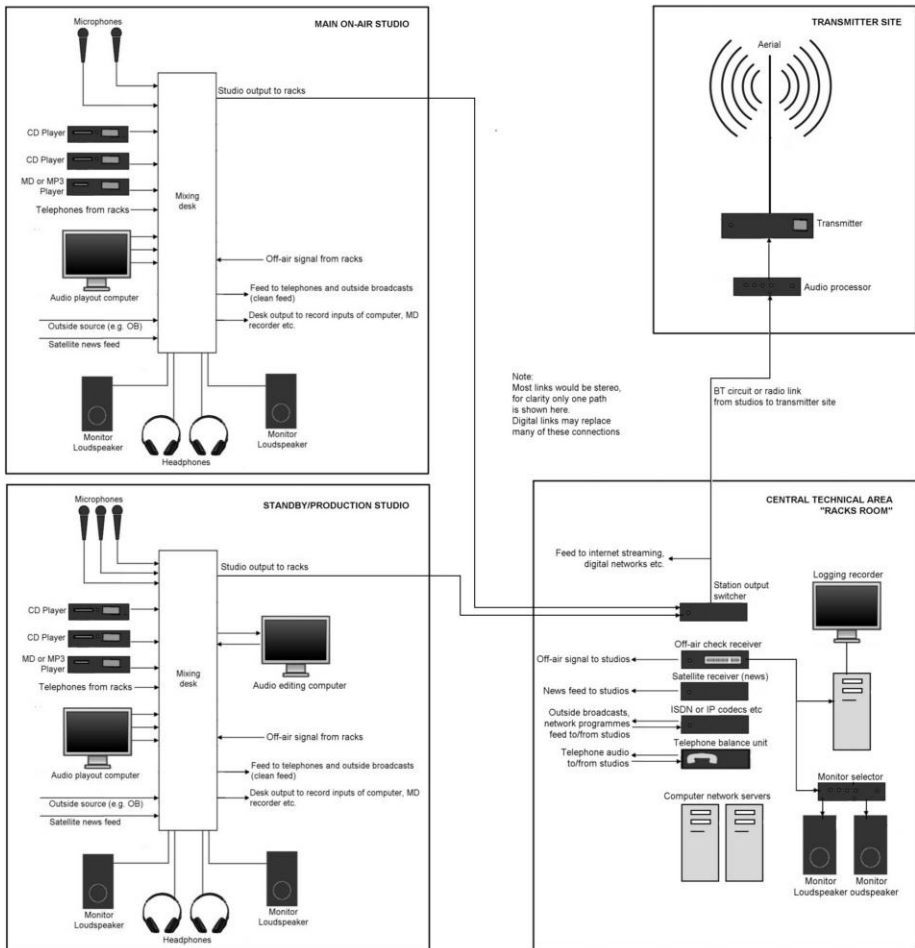 MAIN ON-AIR STUDIO
Microphones
Studio output to racks
CD Player
CD Player
MD or MP3
Player
Telephones from racks
Mixing
desk
Audio playout computer
Off-air signal from racks
Feed to telephones and outside broadcasts
(clean feed)
Desk output to record inputs of computer, MD
recorder etc.
Outside source (e.g. OB)
Satellite news feed
Monitor
Loudspeaker
Headphones
Monitor
Loudspeaker
TRANSMITTER SITE
Aerial
Transmitter
Audio processor
Note:
Most links would be stereo,
for clarity only one path
is shown here.
Digital links may replace
many of these connections
BT circuit or radio link
from studios to transmitter site
STANDBY/PRODUCTION STUDIO
Microphones
Studio output to racks
CD Player
CD Player
MD or MP3
Player
Telephones from racks
Mixing
desk
Audio editing computer
Audio playout computer
Off-air signal from racks
Feed to telephones and outside broadcasts
(clean feed)
Desk output to record inputs of computer, MD
recorder etc.
Outside source (e.g. OB)
Satellite news feed
Monitor
Loudspeaker
Headphones
Monitor
Loudspeaker
CENTRAL TECHNICAL AREA
"RACKS ROOM"
Feed to internet streaming,
digital networks etc.
Station output
switcher
Logging recorder
Off-air check receiver
Off-air signal to studios
Satellite receiver (news)
News feed to studios
ISDN or IP codecs etc
Outside broadcasts,
network programmes
feed to/from studios
Telephone balance unit
Telephone audio
to/from studios
Monitor selector
Computer network servers
Monitor
Loudspeaker
Monitor
oudspeaker